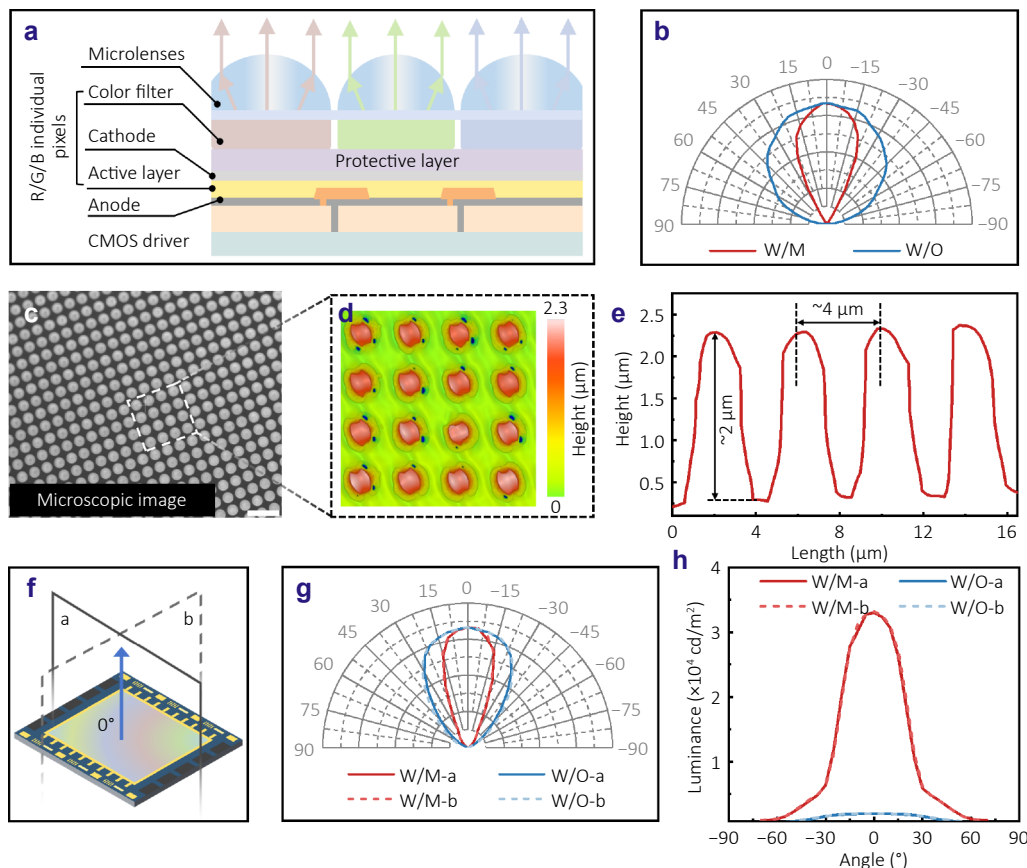 a
Microlenses
R/G/B individual
pixels
Color filter
Cathode
Active layer
Anode
CMOS driver
Protective layer
b
0
15
−15
30
−30
45
−45
60
−60
75
−75
90
−90
W/M
W/O
c
Microscopic image
d
2.3
Height (μm)
0
e
2.5
2.0
1.5
1.0
0.5
Height (μm)
~4 μm
~2 μm
0
4
8
12
16
Length (μm)
f
a
b
0°
g
0
15
−15
30
−30
45
−45
60
−60
75
−75
90
−90
W/M-a
W/O-a
W/M-b
W/O-b
h
W/M-a
W/O-a
W/M-b
W/O-b
4
3
2
1
Luminance (×10⁴ cd/m²)
−90
−60
−30
0
30
60
90
Angle (°)